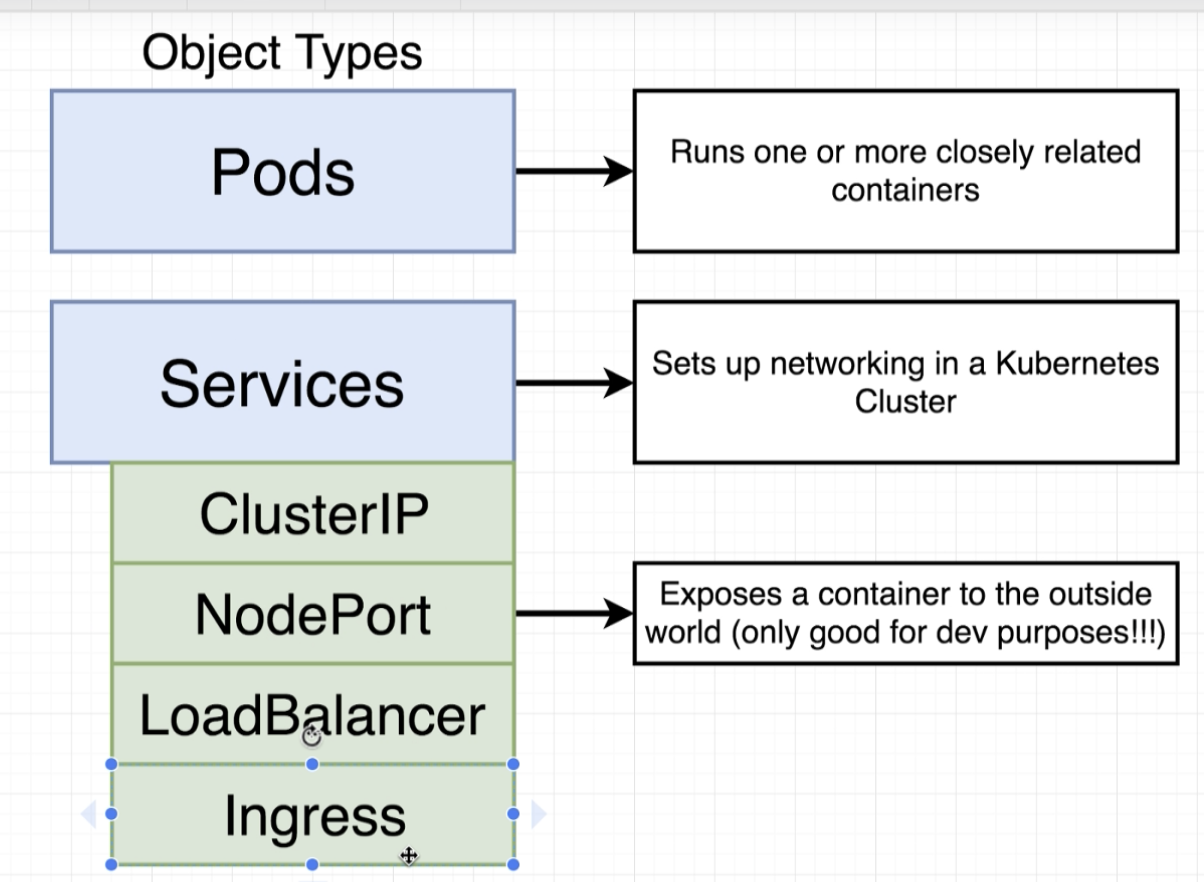 Object Types
Pods
Runs one or more closely related
containers
Services
Sets up networking in a Kubernetes
Cluster
ClusterIP
NodePort
Exposes a container to the outside
world (only good for dev purposes!!!)
LoadBalancer
Ingress